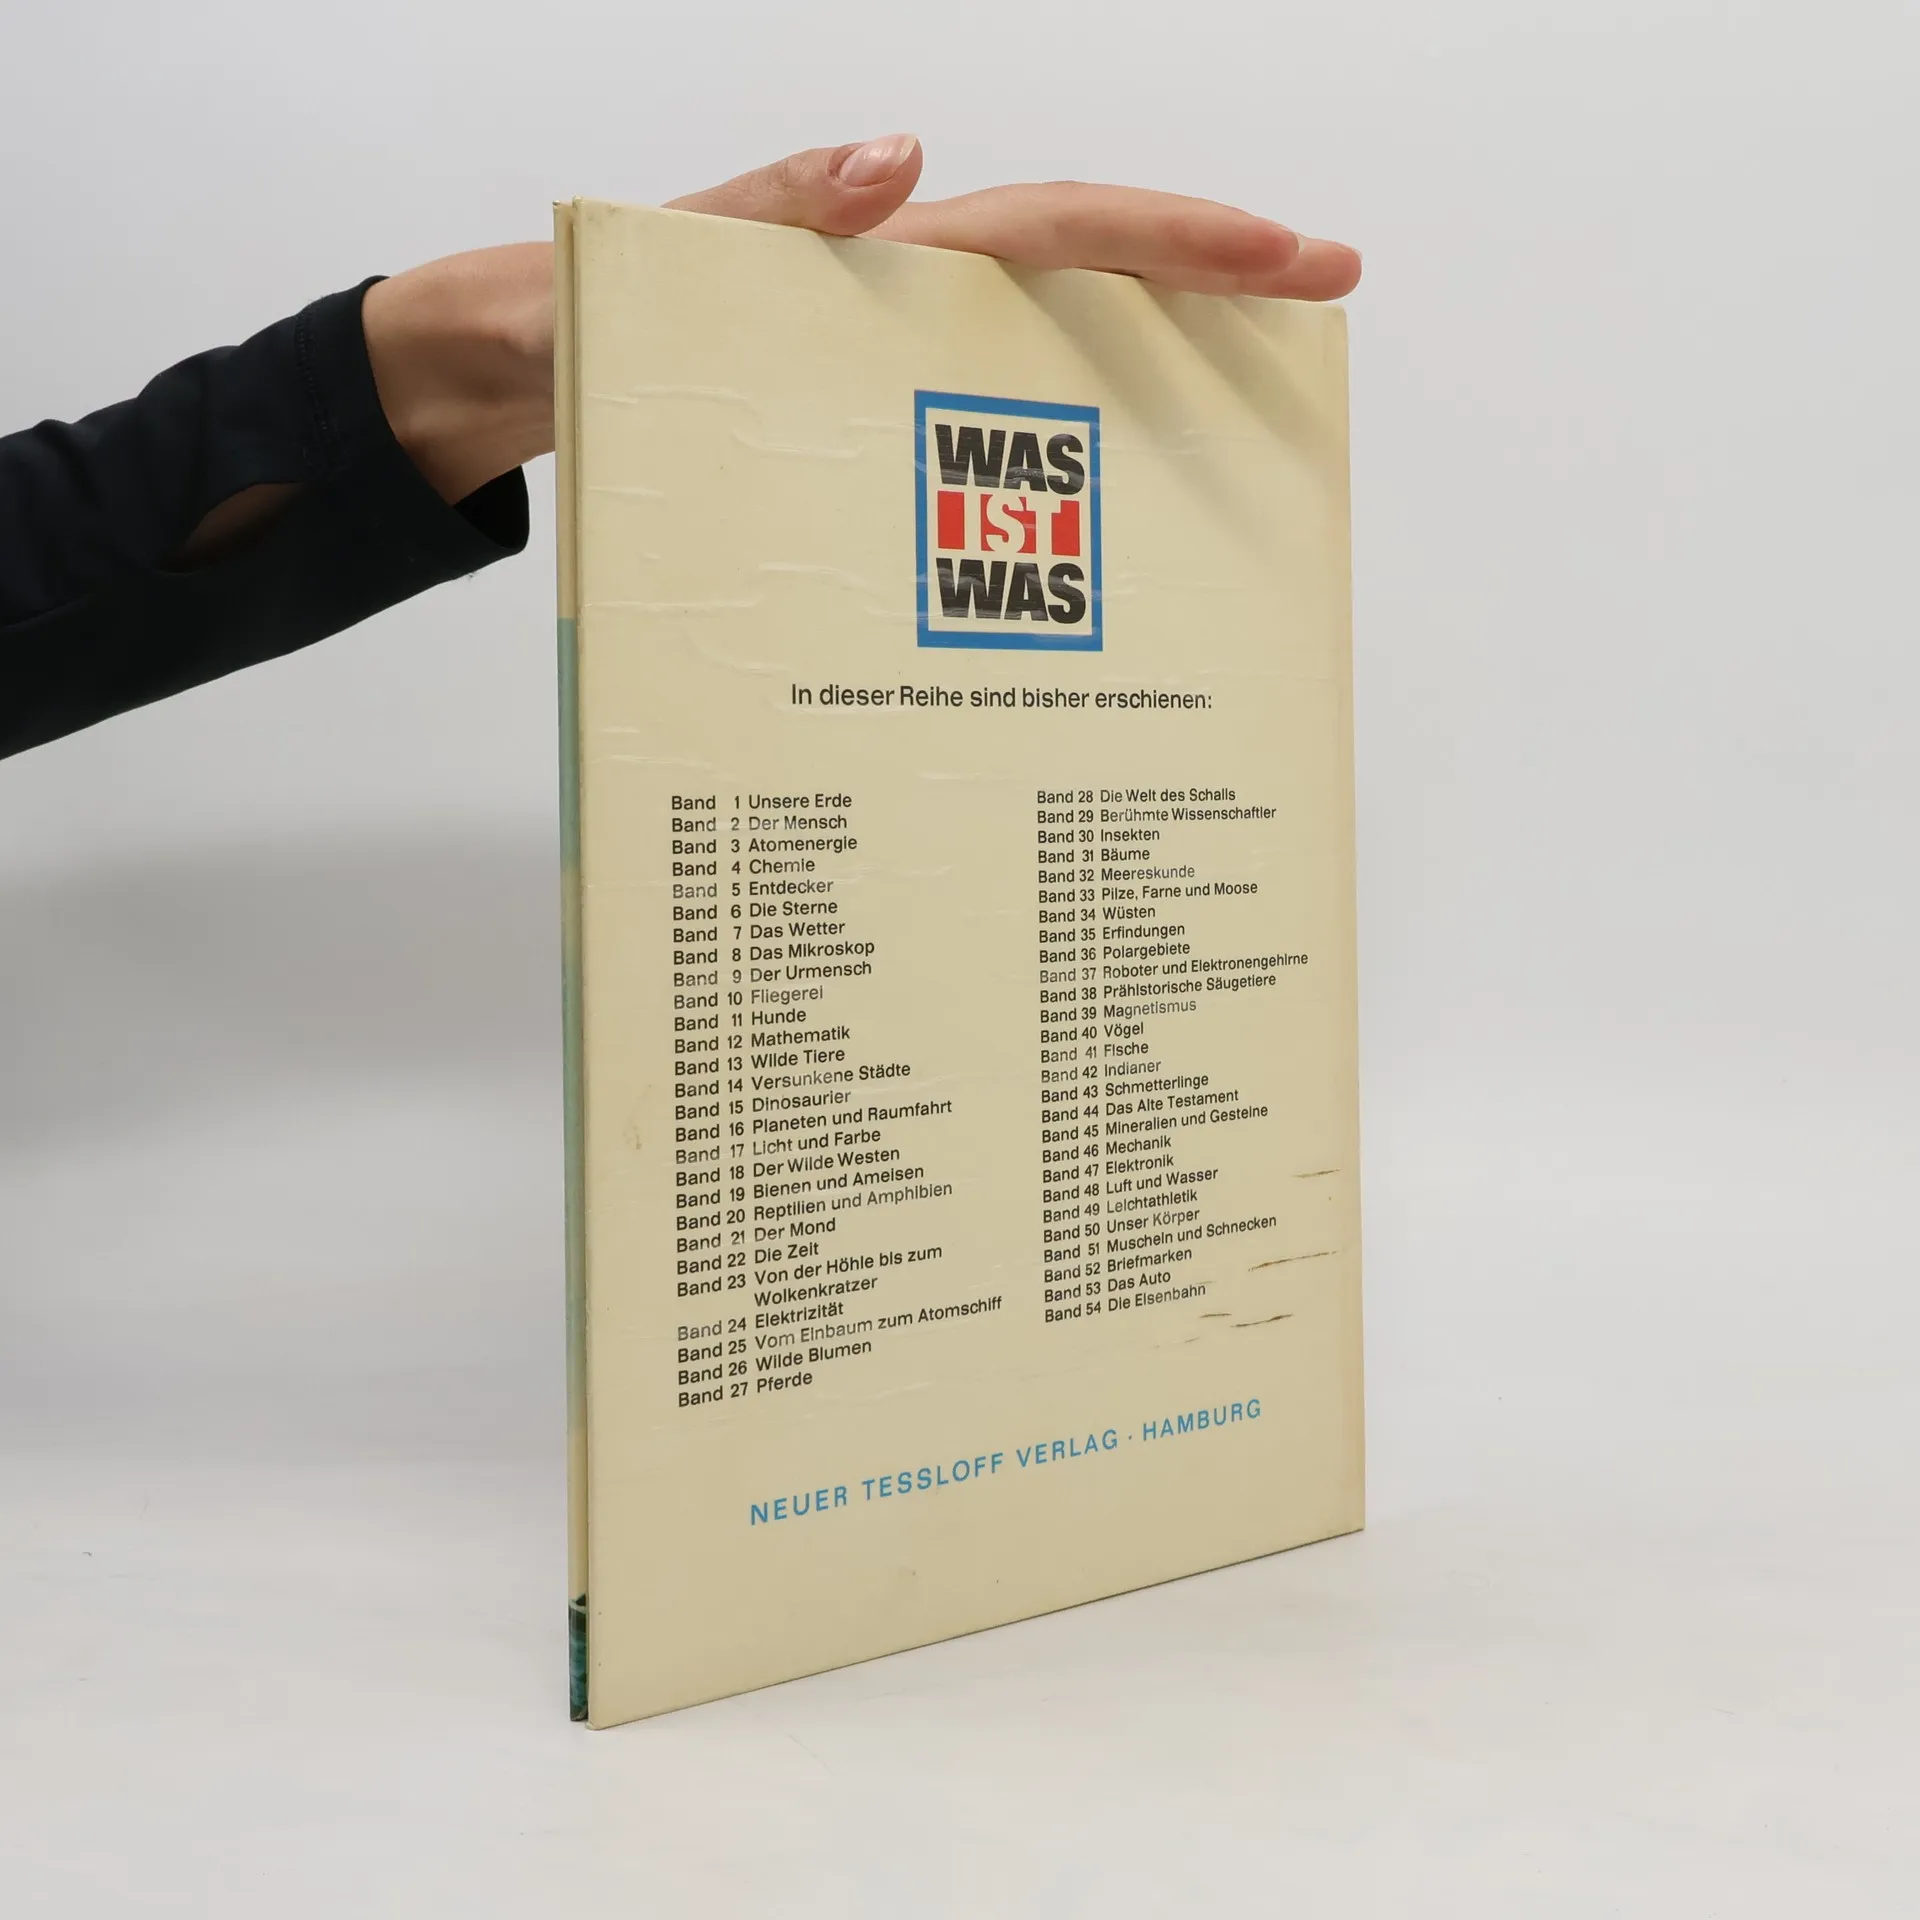 WAS
IST
WAS
In dieser Reihe sind bisher erschienen:
Band 1 Unsere Erde
Band 2 Der Mensch
Band 3 Atomenergie
Band 4 Chemie
Band 5 Entdecker
Band 6 Die Sterne
Band 7 Das Wetter
Band 8 Das Mikroskop
Band 9 Der Urmensch
Band 10 Fliegerei
Band 11 Hunde
Band 12 Mathematik
Band 13 Wilde Tiere
Band 14 Versunkene Städte
Band 15 Dinosaurier
Band 16 Planeten und Raumfahrt
Band 17 Licht und Farbe
Band 18 Der Wilde Westen
Band 19 Bienen und Ameisen
Band 20 Reptilien und Amphibien
Band 21 Der Mond
Band 22 Die Zeit
Band 23 Von der Höhle bis zum
Wolkenkratzer
Band 24 Elektrizität
Band 25 Vom Einbaum zum Atomschiff
Band 26 Wilde Blumen
Band 27 Pferde
Band 28 Die Welt des Schalls
Band 29 Berühmte Wissenschaftler
Band 30 Insekten
Band 31 Bäume
Band 32 Meereskunde
Band 33 Pilze, Farne und Moose
Band 34 Wüsten
Band 35 Erfindungen
Band 36 Polargebiete
Band 37 Roboter und Elektronengehirne
Band 38 Prähistorische Säugetiere
Band 39 Magnetismus
Band 40 Vögel
Band 41 Fische
Band 42 Indianer
Band 43 Schmetterlinge
Band 44 Das Alte Testament
Band 45 Mineralien und Gesteine
Band 46 Mechanik
Band 47 Elektronik
Band 48 Luft und Wasser
Band 49 Leichtathletik
Band 50 Unser Körper
Band 51 Muscheln und Schnecken
Band 52 Briefmarken
Band 53 Das Auto
Band 54 Die Eisenbahn
NEUER TESSLOFF VERLAG · HAMBURG